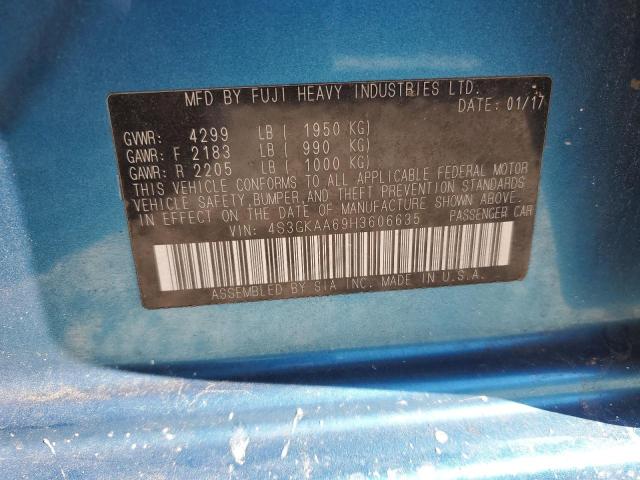 MFD BY FUJI HEAVY INDUSTRIES LTD.
DATE: 01/17
GVWR: 4299 LB ( 1950 KG)
GAWR: F 2183 LB ( 990 KG)
GAWR: R 2205 LB ( 1000 KG)
THIS VEHICLE CONFORMS TO ALL APPLICABLE FEDERAL MOTOR
VEHICLE SAFETY, BUMPER, AND THEFT PREVENTION STANDARDS
IN EFFECT ON THE DATE OF MANUFACTURE SHOWN ABOVE.
VIN: 4S3GKAA69H3606635 PASSENGER CAR
ASSEMBLED BY SIA INC. MADE IN U.S.A.